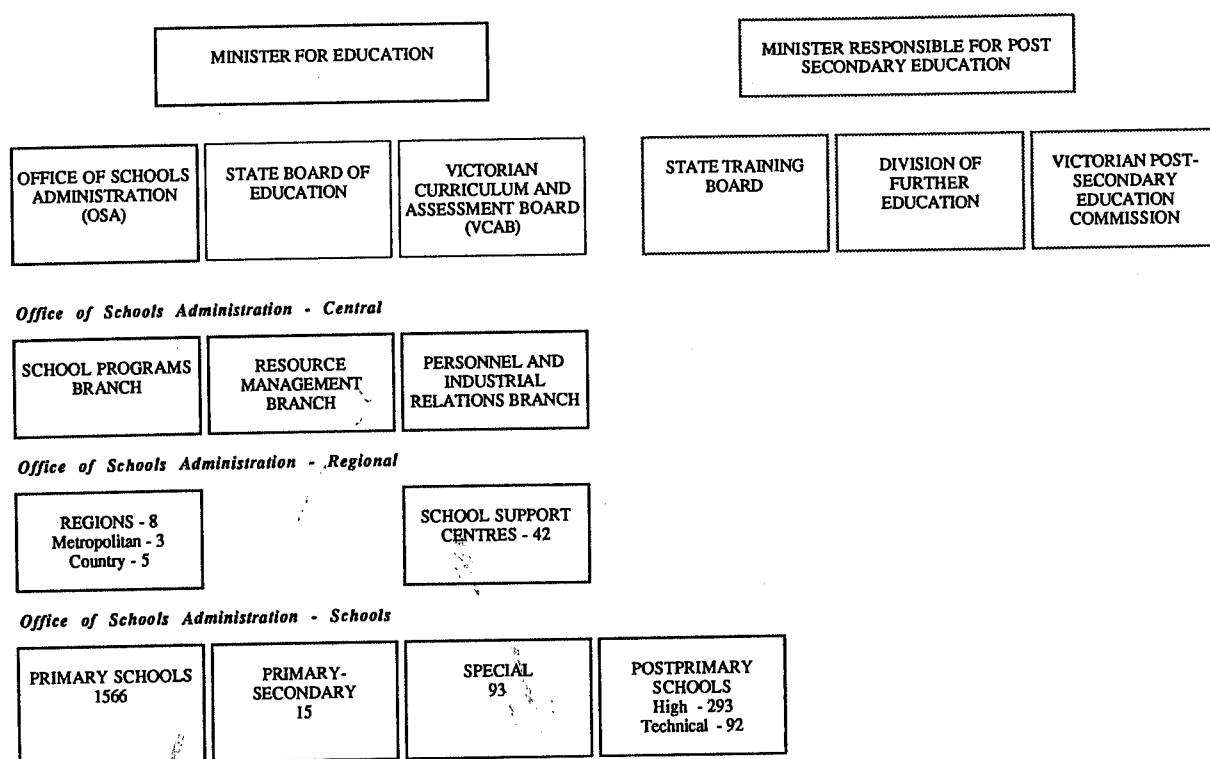 MINISTER FOR EDUCATION
MINISTER RESPONSIBLE FOR POST
SECONDARY EDUCATION
OFFICE OF SCHOOLS
ADMINISTRATION
(OSA)
STATE BOARD OF
EDUCATION
VICTORIAN
CURRICULUM AND
ASSESSMENT BOARD
(VCAB)
STATE TRAINING
BOARD
DIVISION OF
FURTHER
EDUCATION
VICTORIAN POST-
SECONDARY
EDUCATION
COMMISSION
Office of Schools Administration - Central
SCHOOL PROGRAMS
BRANCH
RESOURCE
MANAGEMENT
BRANCH
PERSONNEL AND
INDUSTRIAL
RELATIONS BRANCH
Office of Schools Administration - Regional
REGIONS - 8
Metropolitan - 3
Country - 5
SCHOOL SUPPORT
CENTRES - 42
Office of Schools Administration - Schools
PRIMARY SCHOOLS
1566
PRIMARY-
SECONDARY
15
SPECIAL
93
POSTPRIMARY
SCHOOLS
High - 293
Technical - 92